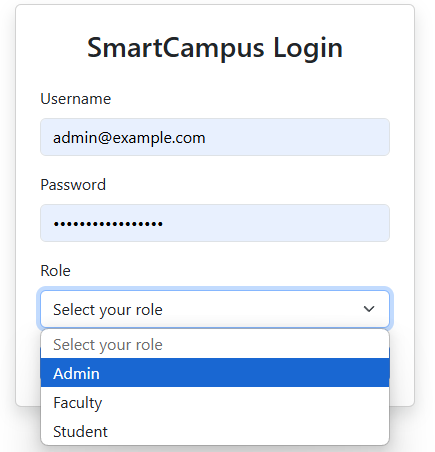 SmartCampus Login
Username
admin@example.com
Password
•••••••••••••••••
Role
Select your role
Select your role
Admin
Faculty
Student